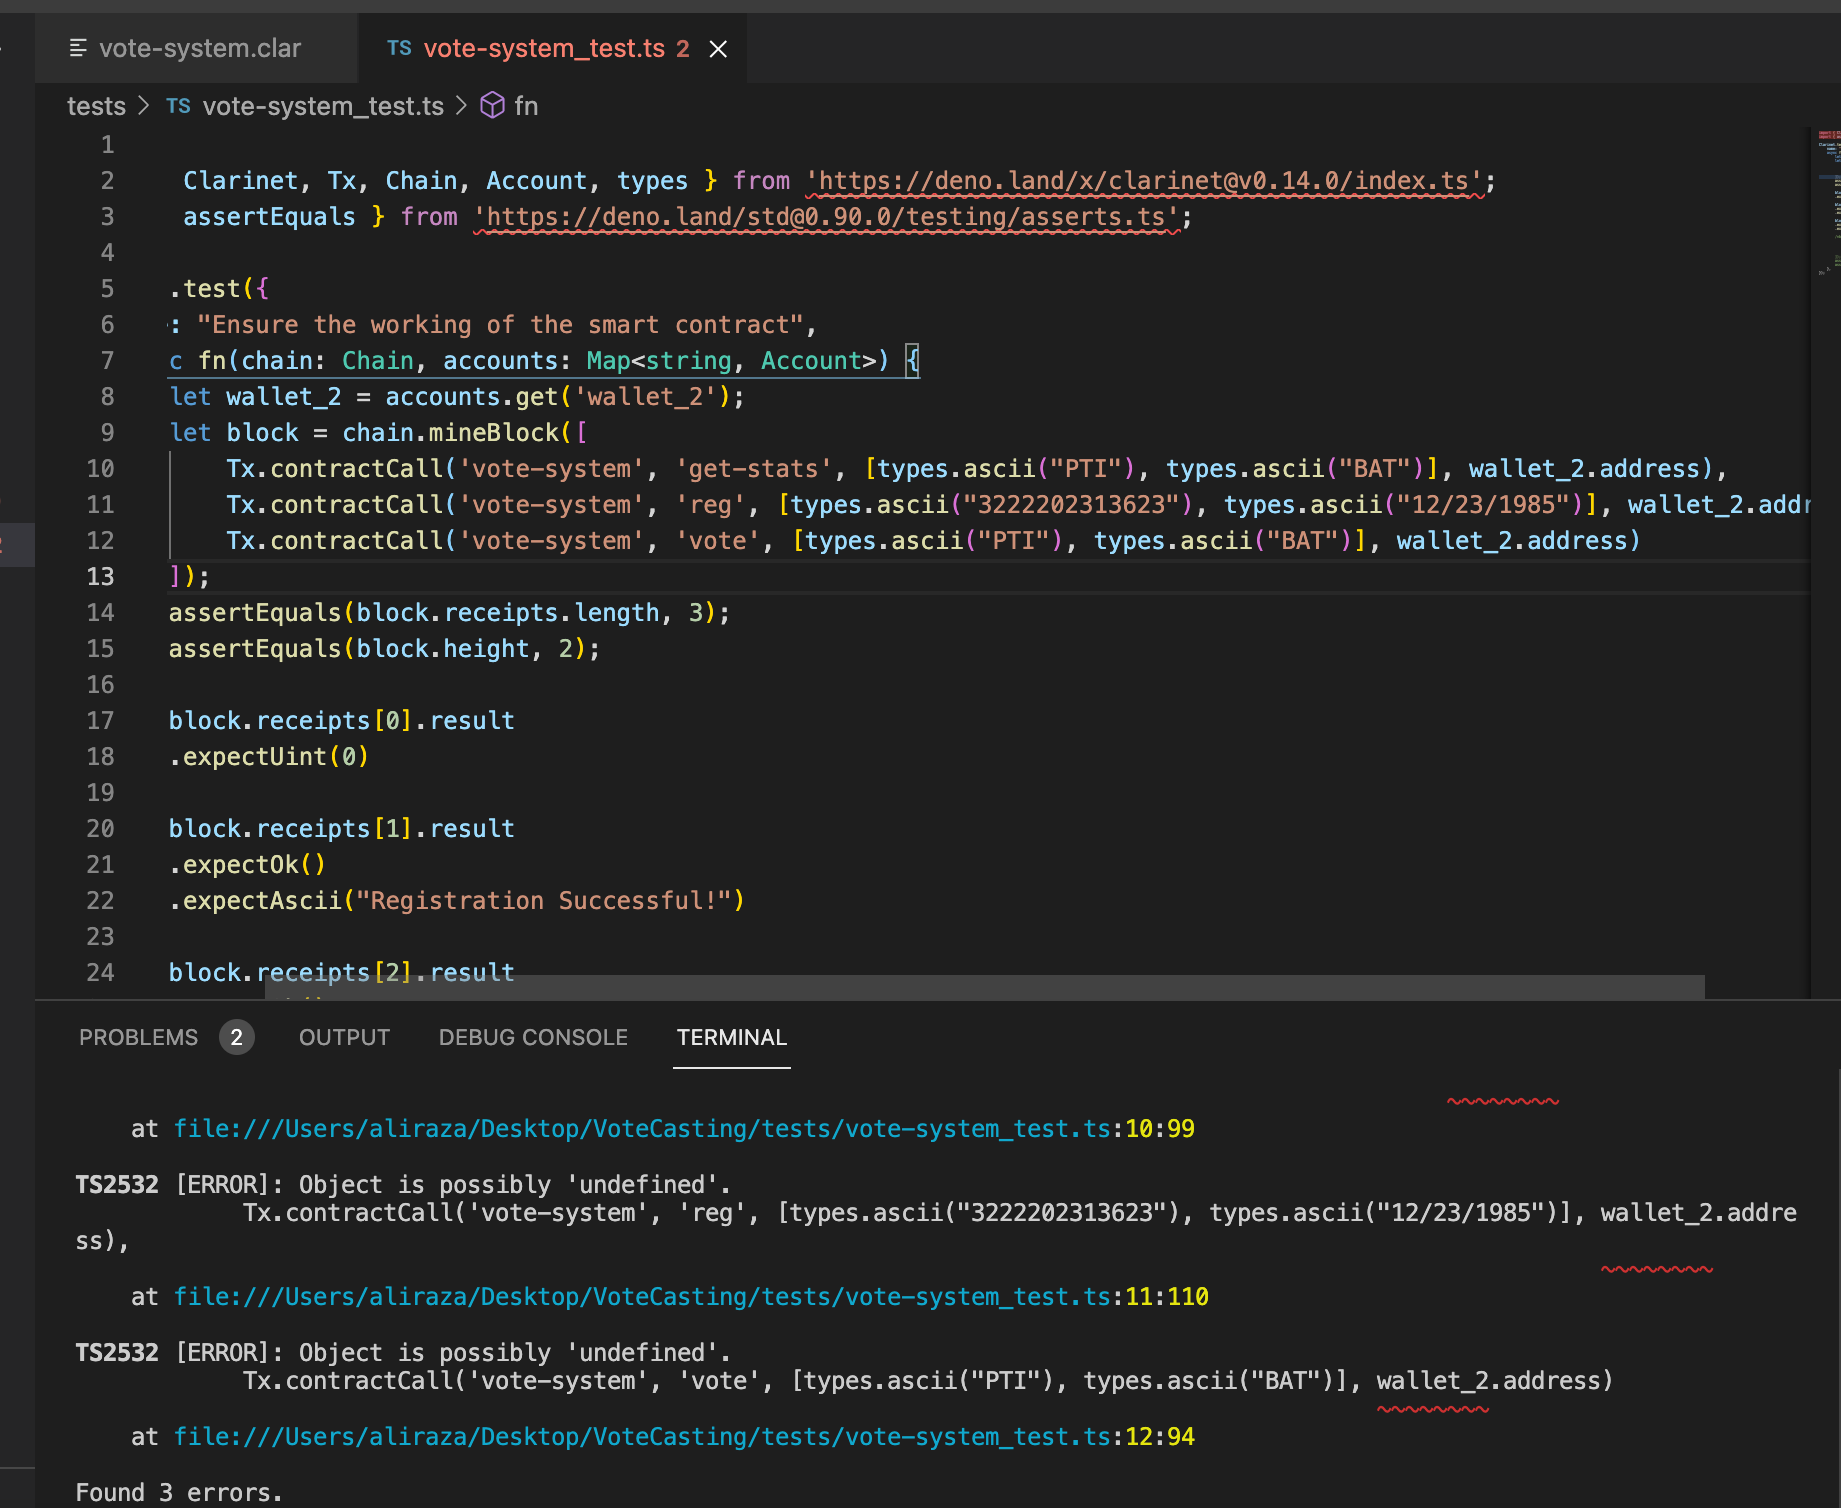 vote-system.clar
TS vote-system_test.ts 2
tests > TS vote-system_test.ts > fn
1
2 Clarinet, Tx, Chain, Account, types } from 'https://deno.land/x/clarinet@v0.14.0/index.ts';
3 assertEquals } from 'https://deno.land/std@0.90.0/testing/asserts.ts';
4
5 .test({
6 : "Ensure the working of the smart contract",
7 c fn(chain: Chain, accounts: Map<string, Account>) {
8 let wallet_2 = accounts.get('wallet_2');
9 let block = chain.mineBlock([
10 Tx.contractCall('vote-system', 'get-stats', [types.ascii("PTI"), types.ascii("BAT")], wallet_2.address),
11 Tx.contractCall('vote-system', 'reg', [types.ascii("3222202313623"), types.ascii("12/23/1985")], wallet_2.addr
12 Tx.contractCall('vote-system', 'vote', [types.ascii("PTI"), types.ascii("BAT")], wallet_2.address)
13 ]);
14 assertEquals(block.receipts.length, 3);
15 assertEquals(block.height, 2);
16
17 block.receipts[0].result
18 .expectUint(0)
19
20 block.receipts[1].result
21 .expectOk()
22 .expectAscii("Registration Successful!")
23
24 block.receipts[2].result
PROBLEMS 2 OUTPUT DEBUG CONSOLE TERMINAL
at file:///Users/aliraza/Desktop/VoteCasting/tests/vote-system_test.ts:10:99
TS2532 [ERROR]: Object is possibly 'undefined'.
Tx.contractCall('vote-system', 'reg', [types.ascii("3222202313623"), types.ascii("12/23/1985")], wallet_2.addre
ss),
at file:///Users/aliraza/Desktop/VoteCasting/tests/vote-system_test.ts:11:110
TS2532 [ERROR]: Object is possibly 'undefined'.
Tx.contractCall('vote-system', 'vote', [types.ascii("PTI"), types.ascii("BAT")], wallet_2.address)
at file:///Users/aliraza/Desktop/VoteCasting/tests/vote-system_test.ts:12:94
Found 3 errors.